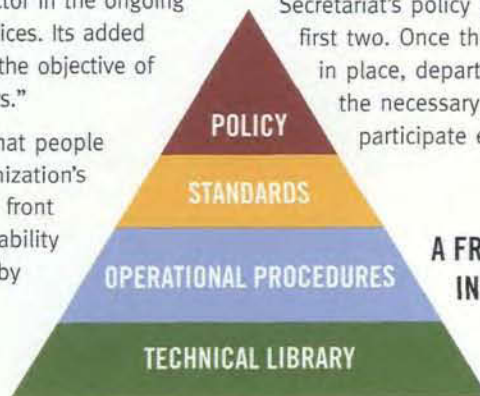 tor in the ongoing
ices. Its added
the objective of
s.”
hat people
nization’s
front
ability
by
Secretariat’s policy
first two. Once th
in place, depart
the necessary
participate e
POLICY
STANDARDS
OPERATIONAL PROCEDURES
TECHNICAL LIBRARY
A FR
IN